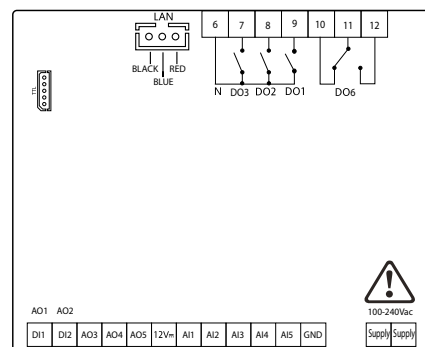 LAN
6 7 8 9 10 11 12
BLACK RED
BLUE
N DO3 DO2 DO1 DO6
TTL
AO1 AO2
100-240Vac
DI1 DI2 AO3 AO4 AO5 12V⎓ AI1 AI2 AI3 AI4 AI5 GND Supply Supply